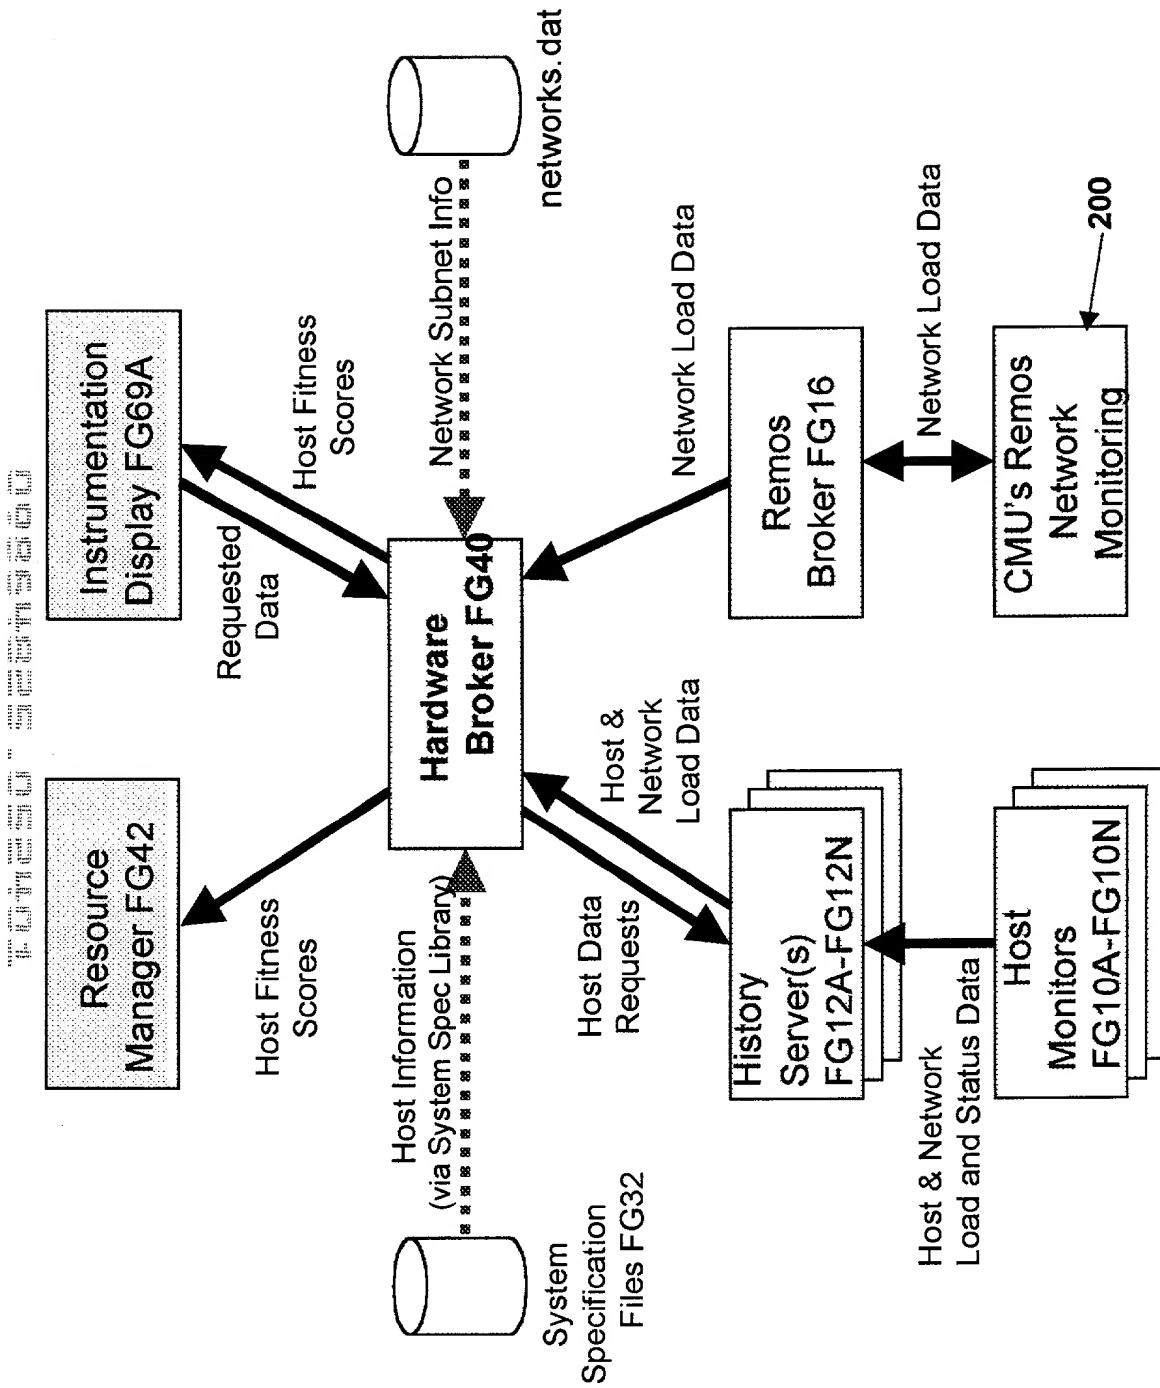 Resource
Manager FG42
Instrumentation
Display FG69A
Host Fitness
Scores
Requested
Data
Host Fitness
Scores
System
Specification
Files FG32
Host Information
(via System Spec Library)
Hardware
Broker FG40
Network Subnet Info
networks.dat
Host Data
Requests
Host &
Network
Load Data
Network Load Data
History
Server(s)
FG12A-FG12N
Remos
Broker FG16
Host & Network
Load and Status Data
Network Load Data
Host
Monitors
FG10A-FG10N
CMU's Remos
Network
Monitoring
200